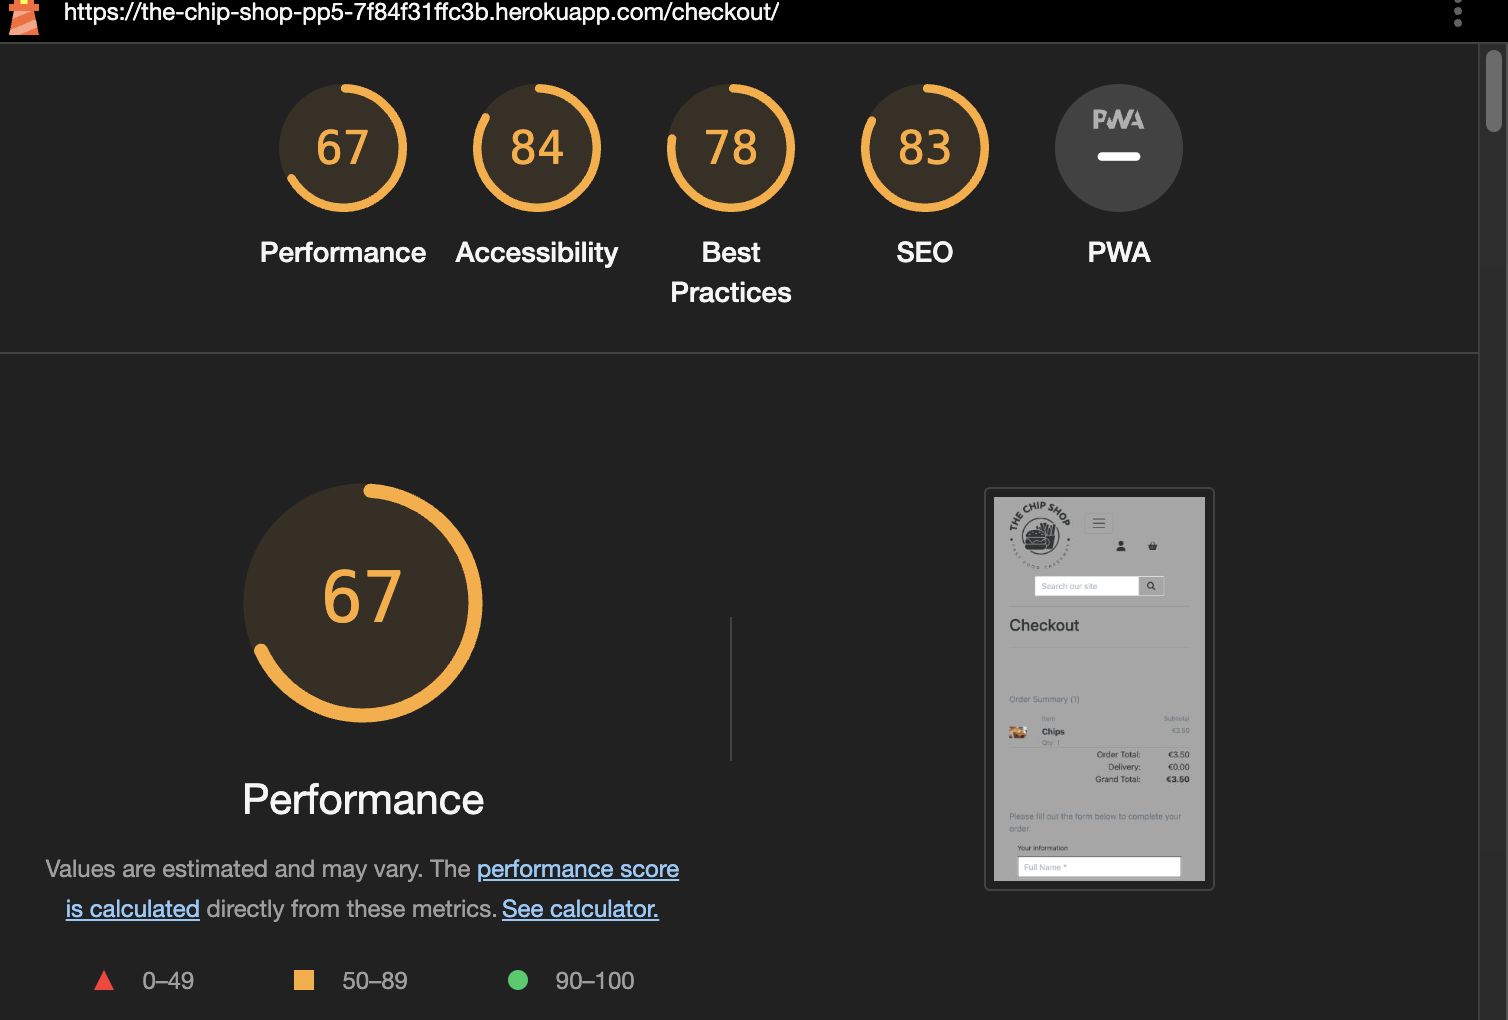 https://the-chip-shop-pp5-7f84f31ffc3b.herokuapp.com/checkout/
67
84
78
83
PWA
Performance
Accessibility
Best
Practices
SEO
PWA
67
Performance
Values are estimated and may vary. The performance score
is calculated directly from these metrics. See calculator.
0–49
50–89
90–100
THE CHIP SHOP
Search our site
Checkout
Order Summary (1)
Item
Subtotal
Chips
€3.50
Qty: 1
Order Total: €3.50
Delivery: €0.00
Grand Total: €3.50
Please fill out the form below to complete your
order
Your information
Full Name *